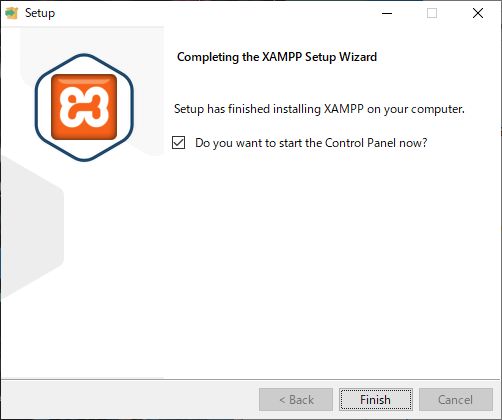 Setup
Completing the XAMPP Setup Wizard
Setup has finished installing XAMPP on your computer.
Do you want to start the Control Panel now?
< Back
Finish
Cancel